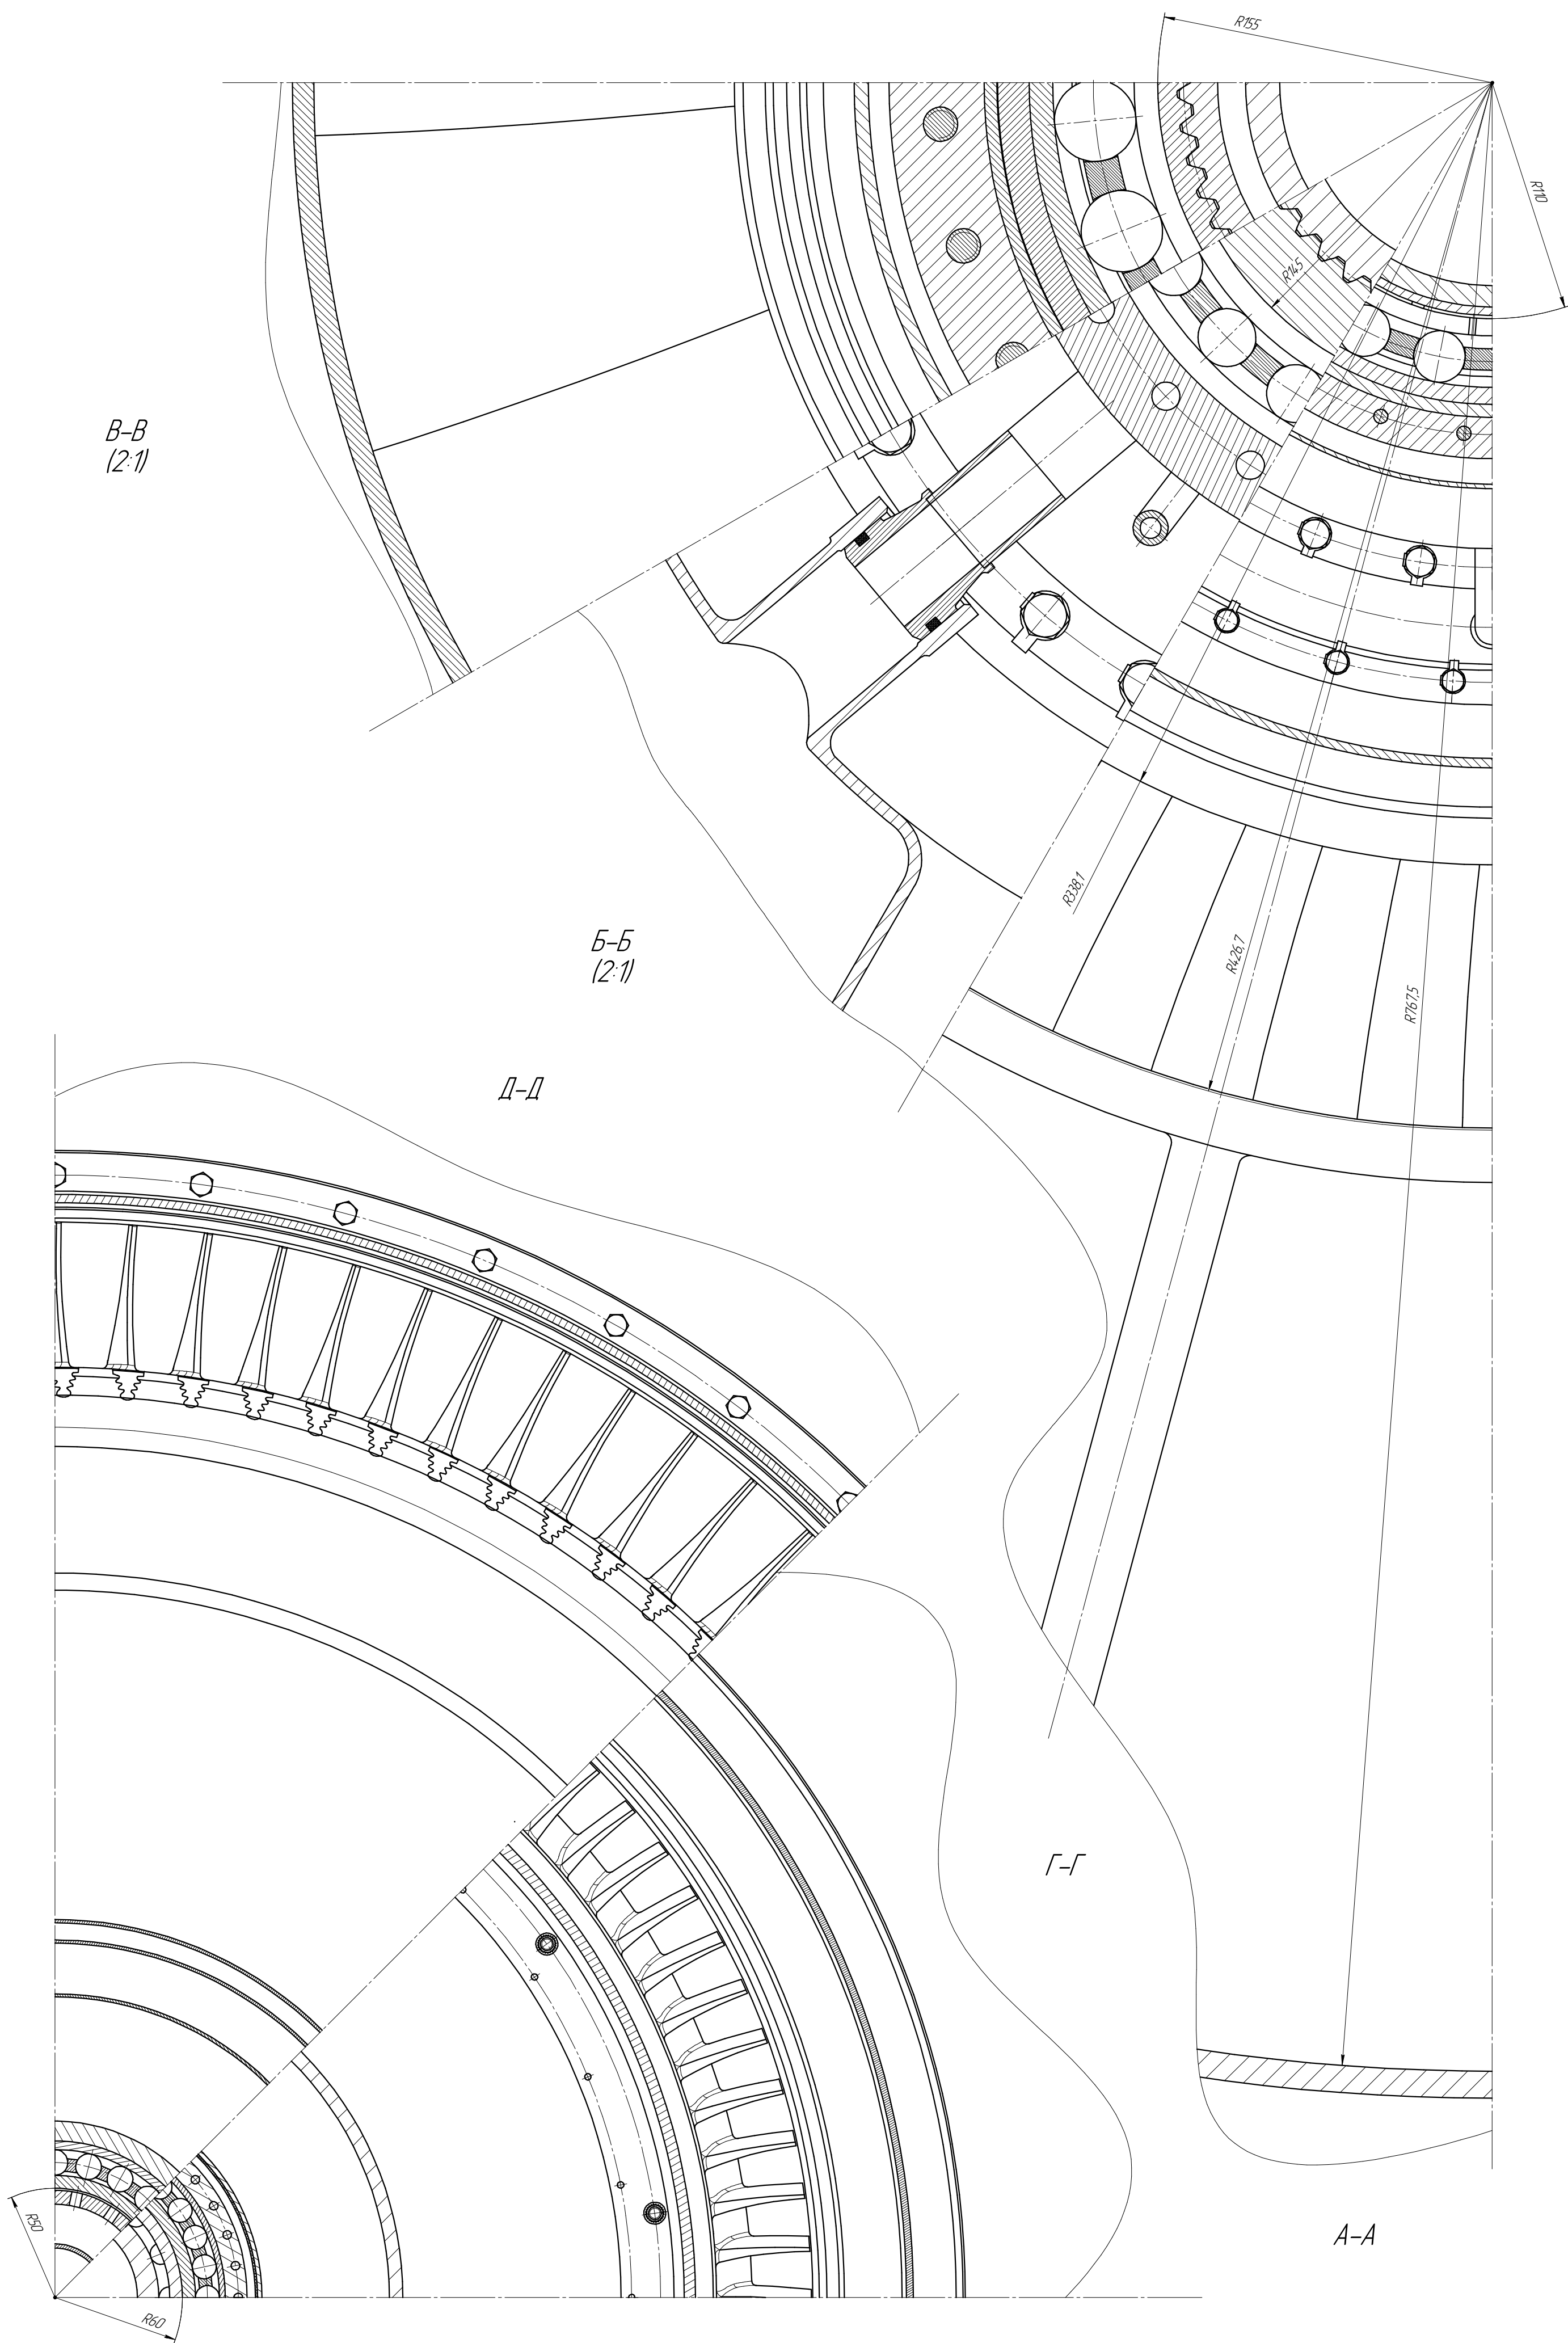 R155
R110
R145
В–В
(2:1)
R338,1
Б–Б
(2:1)
R426,7
R767,5
Д–Д
Г–Г
А–А
R50
R60